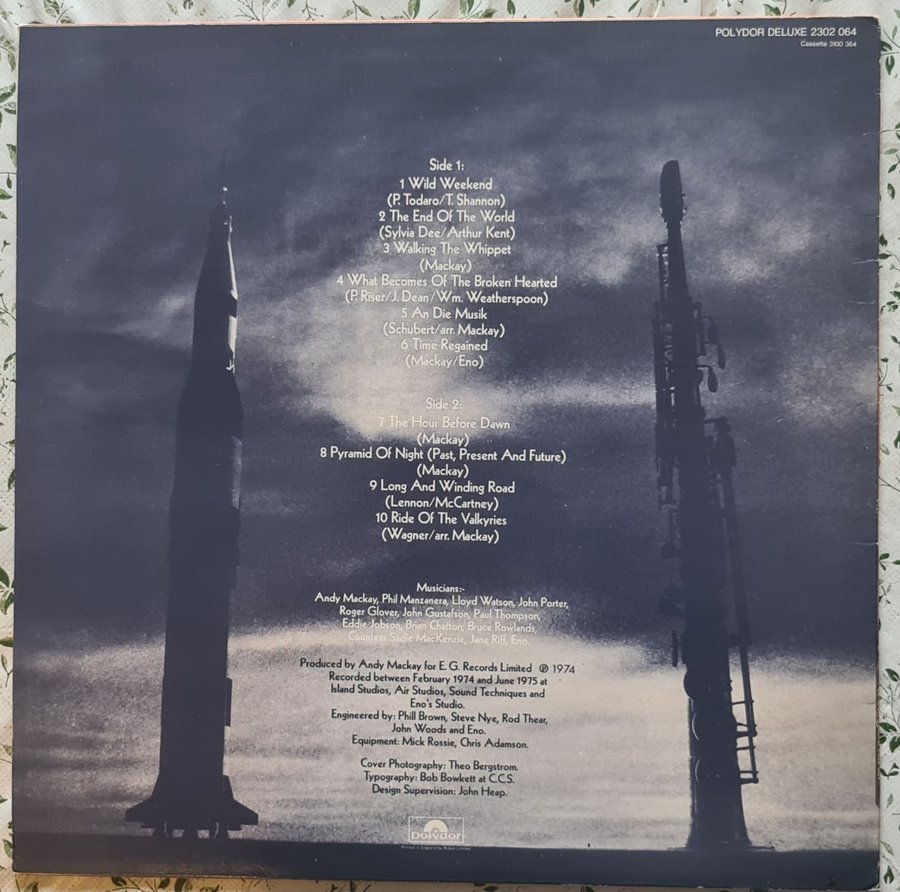 POLYDOR DELUXE 2302 064
Cassette 3100 364
Side 1:
1 Wild Weekend
(P. Todaro/T. Shannon)
2 The End Of The World
(Sylvia Dee/Arthur Kent)
3 Walking The Whippet
(Mackay)
4 What Becomes Of The Broken Hearted
(P. Riser/J. Dean/Wm. Weatherspoon)
5 An Die Musik
(Schubert/arr. Mackay)
6 Time Regained
(Mackay/Eno)
Side 2:
7 The Hour Before Dawn
(Mackay)
8 Pyramid Of Night (Past, Present And Future)
(Mackay)
9 Long And Winding Road
(Lennon/McCartney)
10 Ride Of The Valkyries
(Wagner/arr. Mackay)
Musicians:-
Andy Mackay, Phil Manzanera, Lloyd Watson, John Porter,
Roger Glover, John Gustafson, Paul Thompson,
Eddie Jobson, Brian Chatton, Bruce Rowlands,
Countess Sadie MacKenzie, Jane Riff, Eno.
Produced by Andy Mackay for E. G. Records Limited ℗ 1974
Recorded between February 1974 and June 1975 at
Island Studios, Air Studios, Sound Techniques and
Eno's Studio.
Engineered by: Phill Brown, Steve Nye, Rod Thear,
John Woods and Eno.
Equipment: Mick Rossie, Chris Adamson.
Cover Photography: Theo Bergstrom.
Typography: Bob Bowkett at C.C.S.
Design Supervision: John Heap.
Polydor